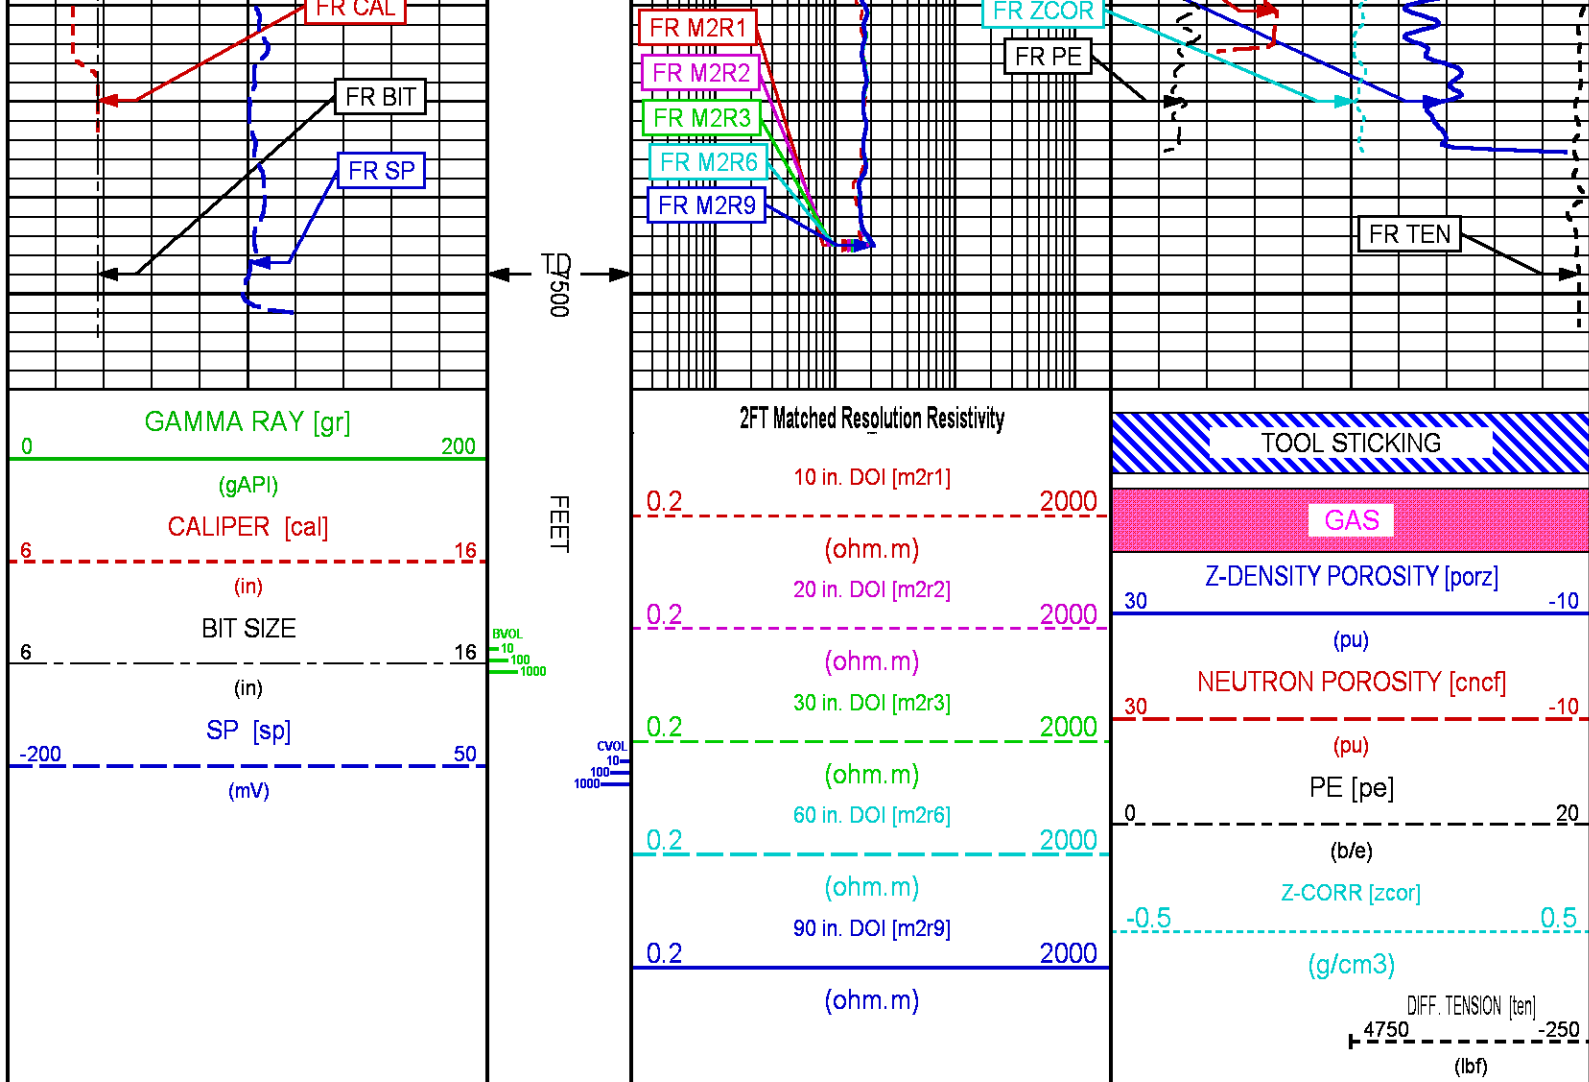 FR CAL
FR BIT
FR SP
TD
7500
FR M2R1
FR M2R2
FR M2R3
FR M2R6
FR M2R9
FR ZCOR
FR PE
FR TEN
GAMMA RAY [gr]
0 200
(gAPI)
CALIPER [cal]
6 16
(in)
BIT SIZE
6 16
(in)
SP [sp]
-200 50
(mV)
FEET
BVOL
10
100
1000
CVOL
10
100
1000
2FT Matched Resolution Resistivity
10 in. DOI [m2r1]
0.2 2000
(ohm.m)
20 in. DOI [m2r2]
0.2 2000
(ohm.m)
30 in. DOI [m2r3]
0.2 2000
(ohm.m)
60 in. DOI [m2r6]
0.2 2000
(ohm.m)
90 in. DOI [m2r9]
0.2 2000
(ohm.m)
TOOL STICKING
GAS
Z-DENSITY POROSITY [porz]
30 -10
(pu)
NEUTRON POROSITY [cncf]
30 -10
(pu)
PE [pe]
0 20
(b/e)
Z-CORR [zcor]
-0.5 0.5
(g/cm3)
DIFF. TENSION [ten]
4750 -250
(lbf)